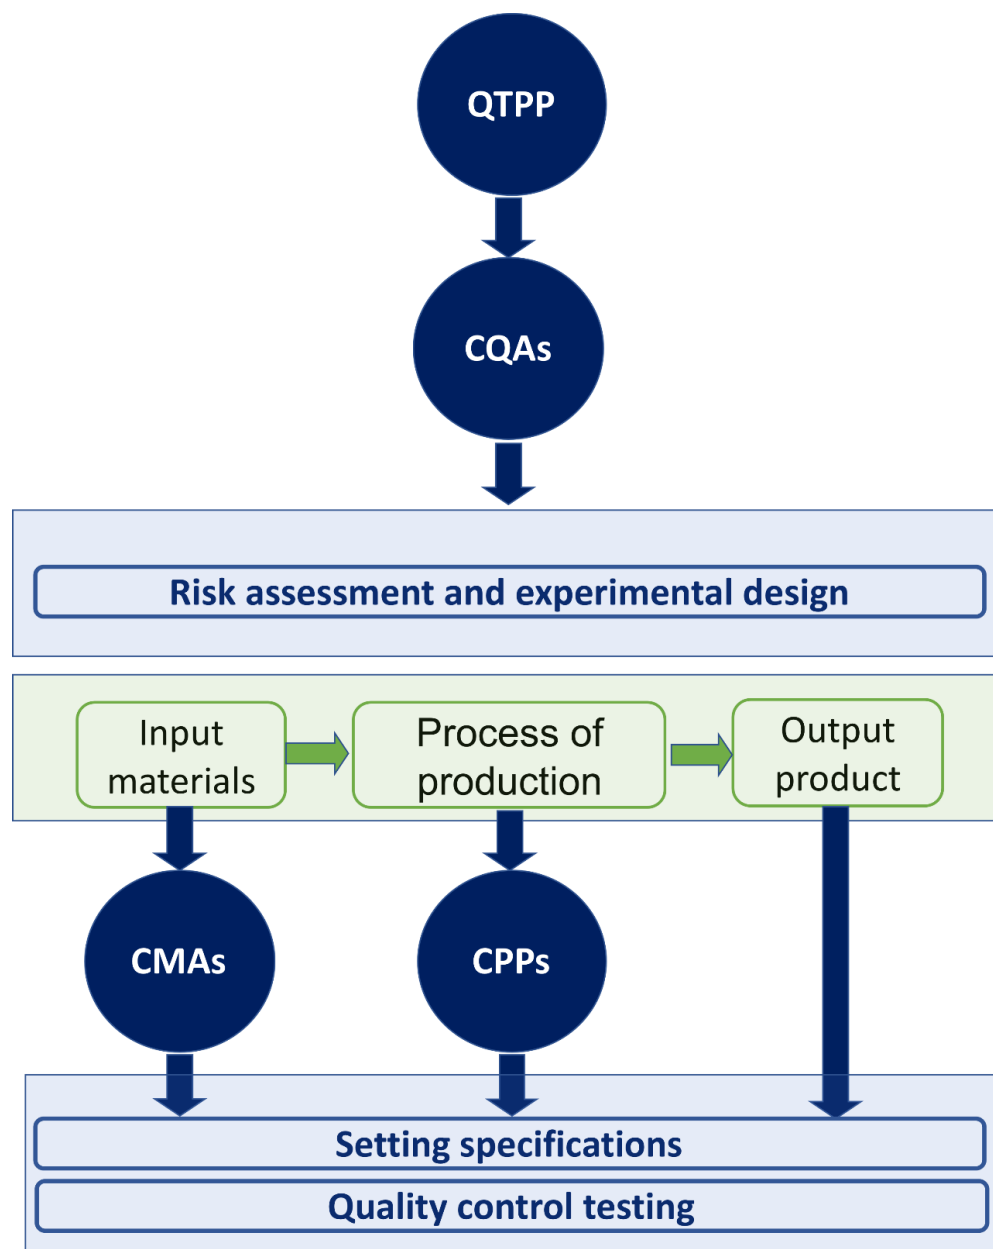 QTPP
CQAs
Risk assessment and experimental design
Input
materials
Process of
production
Output
product
CMAs
CPPs
Setting specifications
Quality control testing